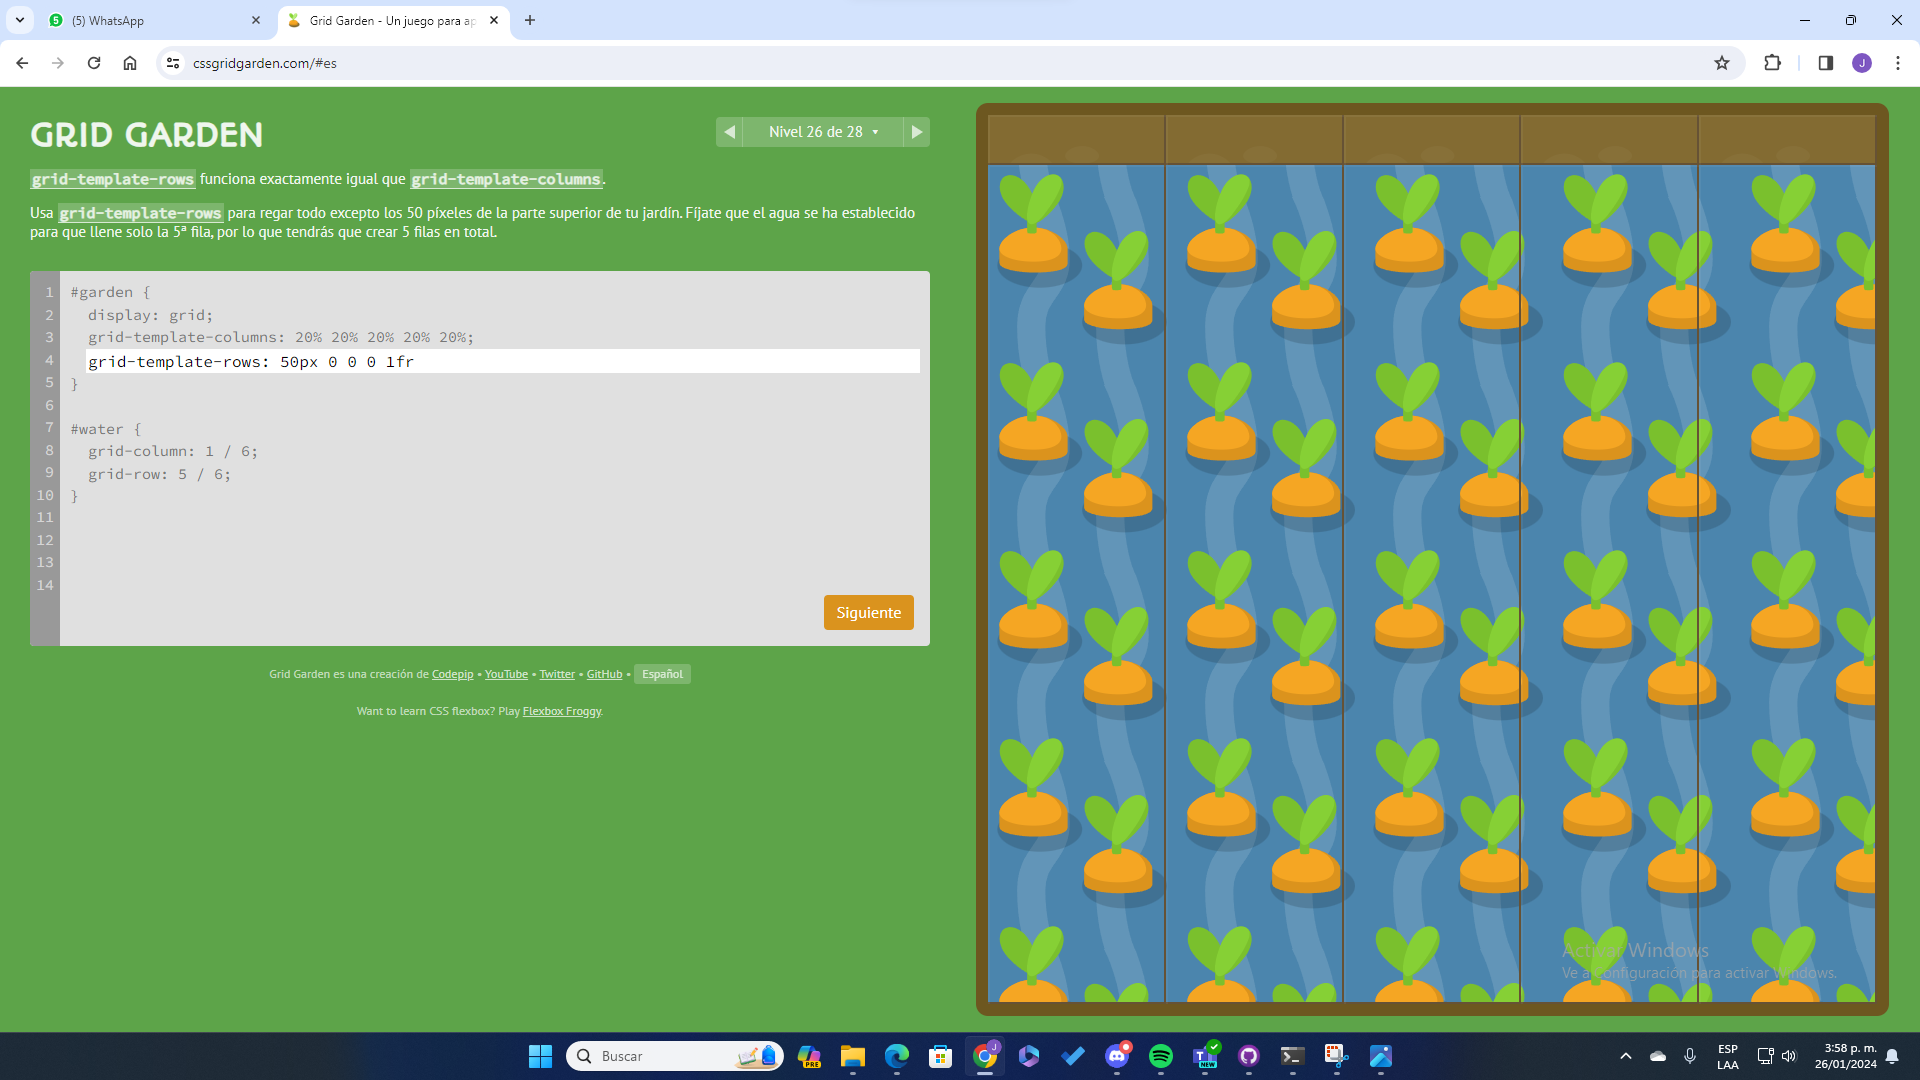 (5) WhatsApp
Grid Garden - Un juego para ap
cssgridgarden.com/#es
J
GRID GARDEN
Nivel 26 de 28
grid-template-rows funciona exactamente igual que grid-template-columns.
Usa grid-template-rows para regar todo excepto los 50 píxeles de la parte superior de tu jardín. Fíjate que el agua se ha establecido
para que llene solo la 5ª fila, por lo que tendrás que crear 5 filas en total.
1 #garden {
2 display: grid;
3 grid-template-columns: 20% 20% 20% 20% 20%;
4 grid-template-rows: 50px 0 0 0 1fr
5 }
6
7 #water {
8 grid-column: 1 / 6;
9 grid-row: 5 / 6;
10 }
11
12
13
14
Siguiente
Grid Garden es una creación de Codepip • YouTube • Twitter • GitHub • Español
Want to learn CSS flexbox? Play Flexbox Froggy.
Activar Windows
Ve a Configuración para activar Windows.
Buscar
PRE
J
NEW
ESP
LAA
3:58 p. m.
26/01/2024